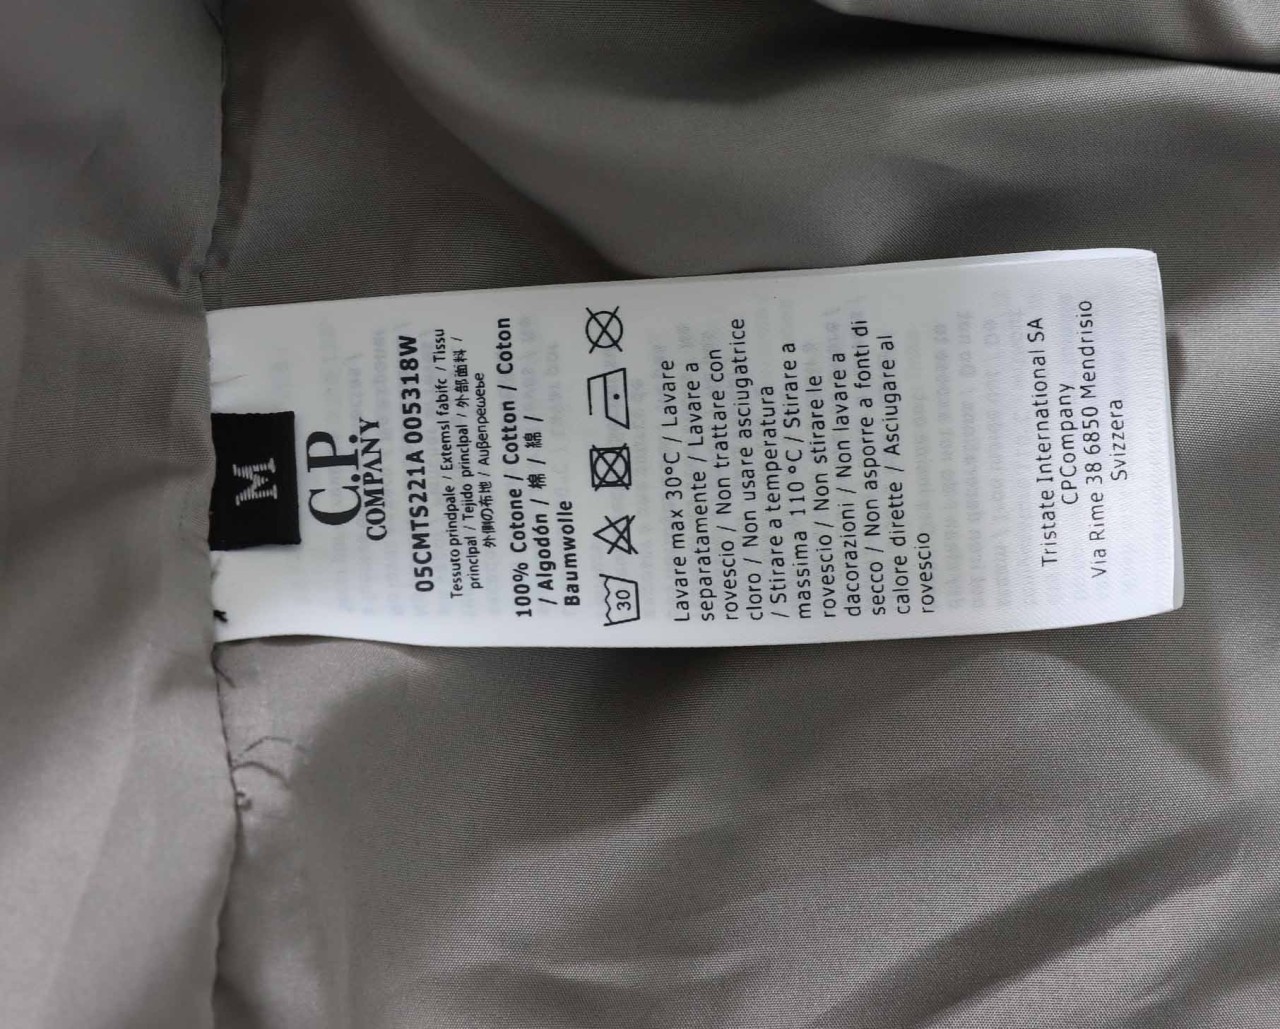 M
C.P.
COMPANY
05CMTS221A 005318W
Tessuto prindpale / Extemsl fabifc / Tissu
principal / Tejido principal / 外部面料 /
外側の布地 / Außenpeшeвe
100% Cotone / Cotton / Coton
/ Algodón / 棉 / 綿 /
Baumwolle
30
Lavare max 30°C / Lavare
separatamente / Lavare a
rovescio / Non trattare con
cloro / Non usare asciugatrice
/ Stirare a temperatura
massima 110 °C / Stirare a
rovescio / Non stirare le
dacorazioni / Non lavare a
secco / Non asporre a fonti di
calore dirette / Asciugare al
rovescio
Tristate International SA
CPCompany
Via Rime 38 6850 Mendrisio
Svizzera